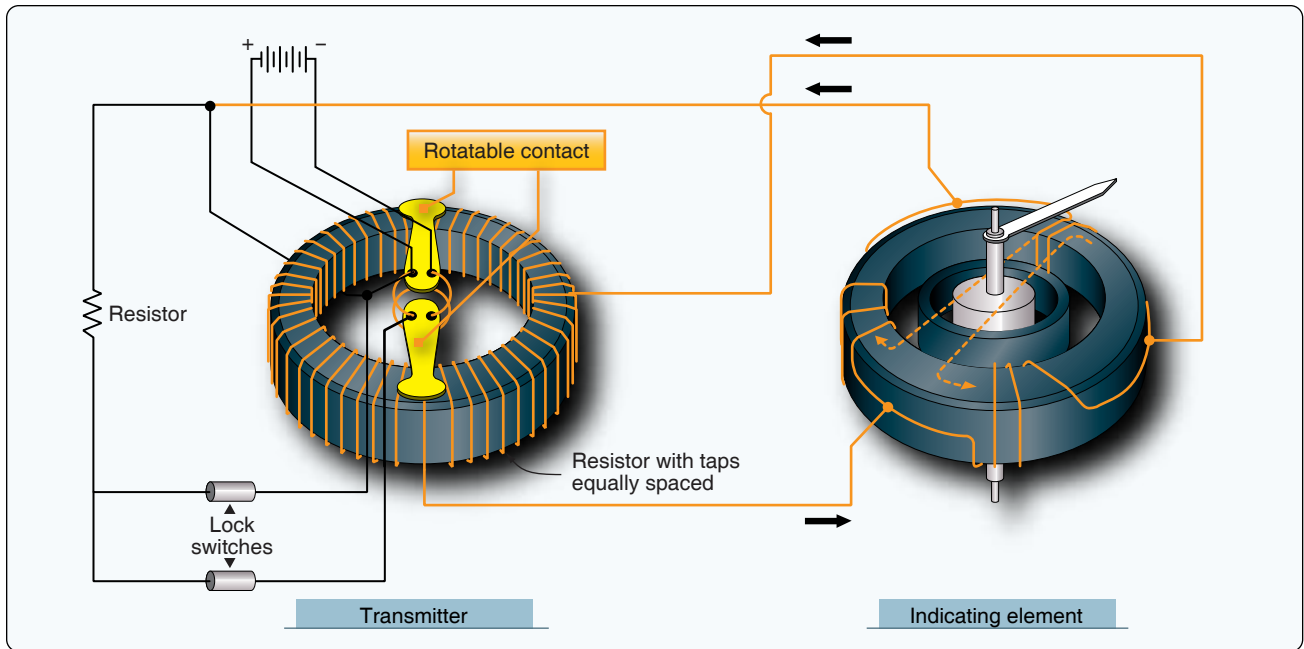 + −
Rotatable contact
Resistor
Resistor with taps
equally spaced
Lock
switches
Transmitter
Indicating element